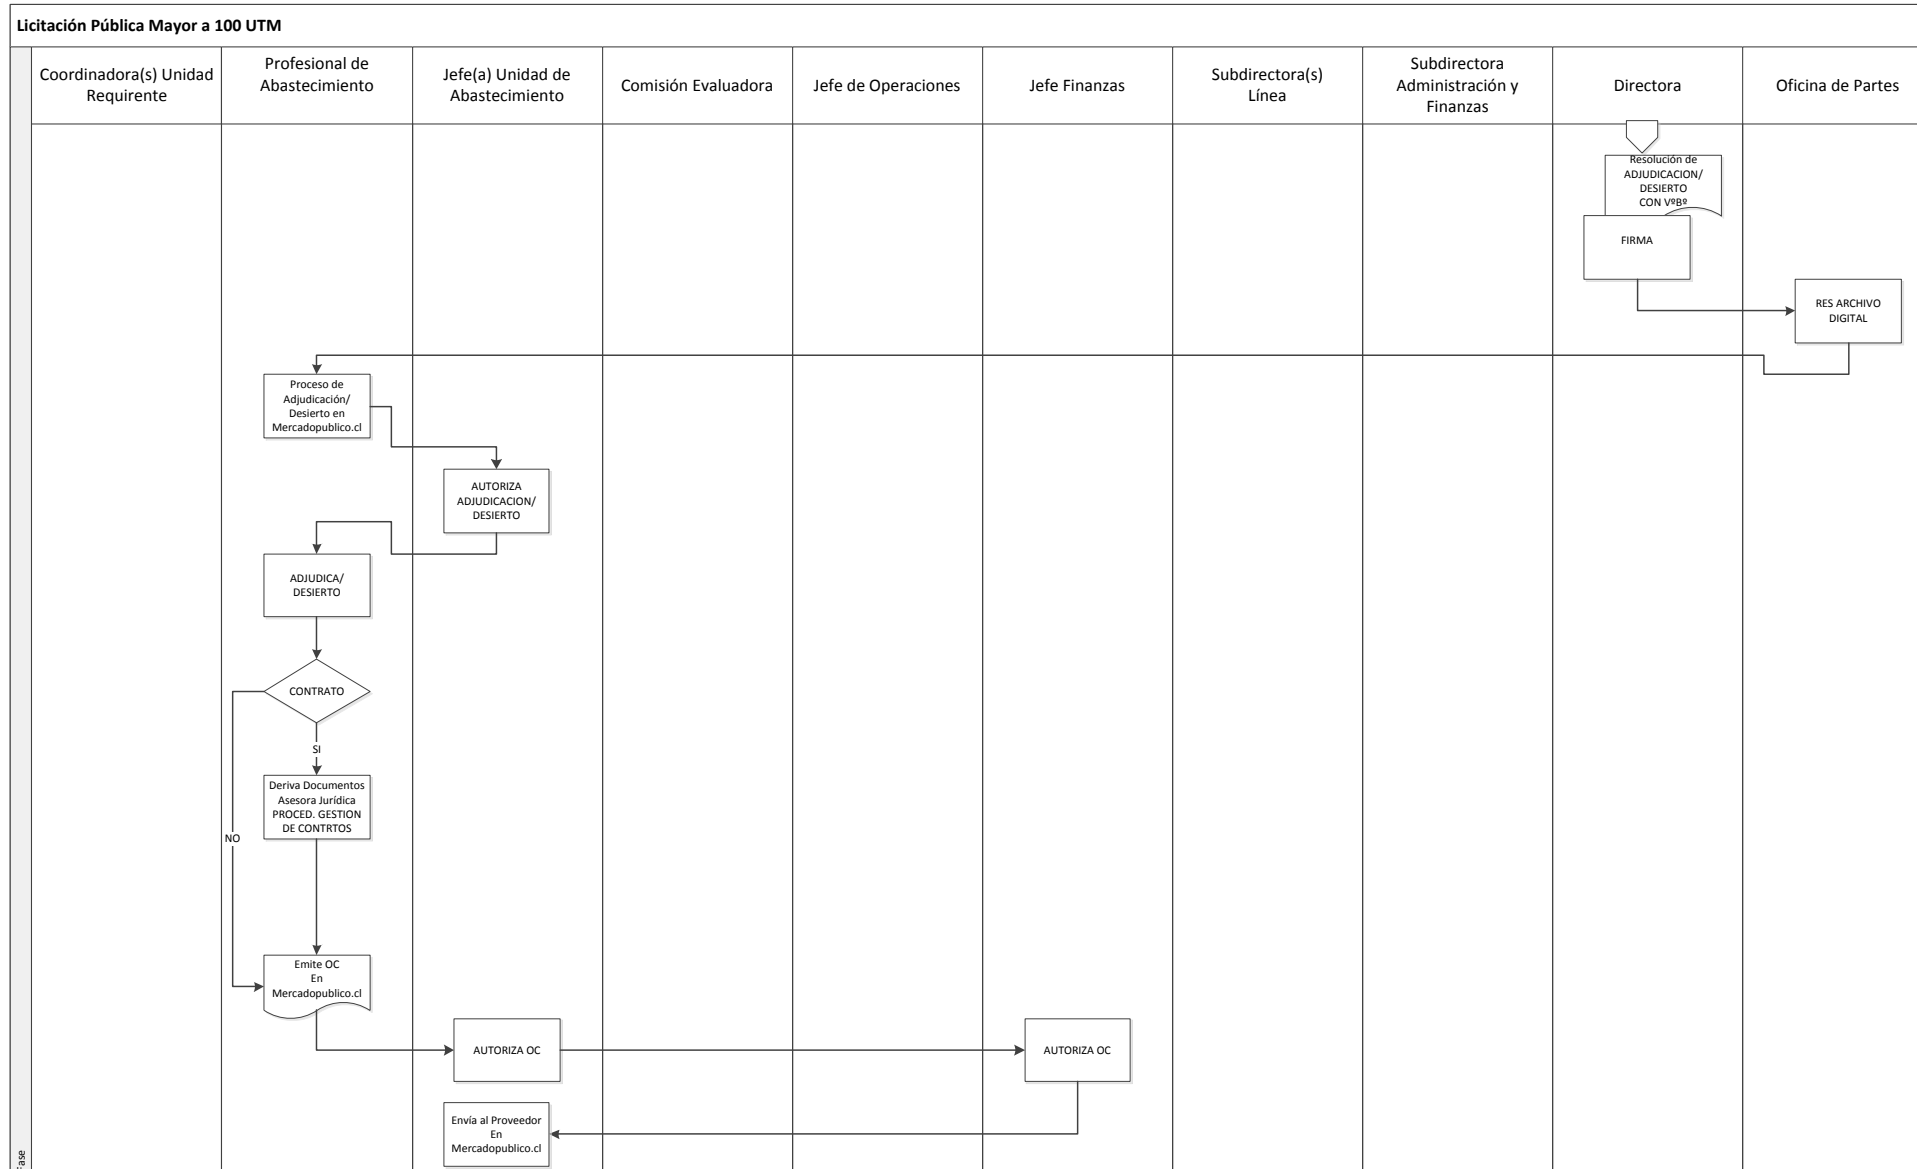 Licitación Pública Mayor a 100 UTM
Coordinadora(s) Unidad
Requirente
Profesional de
Abastecimiento
Jefe(a) Unidad de
Abastecimiento
Comisión Evaluadora
Jefe de Operaciones
Jefe Finanzas
Subdirectora(s)
Línea
Subdirectora
Administración y
Finanzas
Directora
Oficina de Partes
Resolución de
ADJUDICACION/
DESIERTO
CON VºBº
FIRMA
RES ARCHIVO
DIGITAL
Proceso de
Adjudicación/
Desierto en
Mercadopublico.cl
AUTORIZA
ADJUDICACION/
DESIERTO
ADJUDICA/
DESIERTO
CONTRATO
SI
Deriva Documentos
Asesora Jurídica
PROCED. GESTION
DE CONTRTOS
NO
Emite OC
En
Mercadopublico.cl
AUTORIZA OC
AUTORIZA OC
Envía al Proveedor
En
Mercadopublico.cl